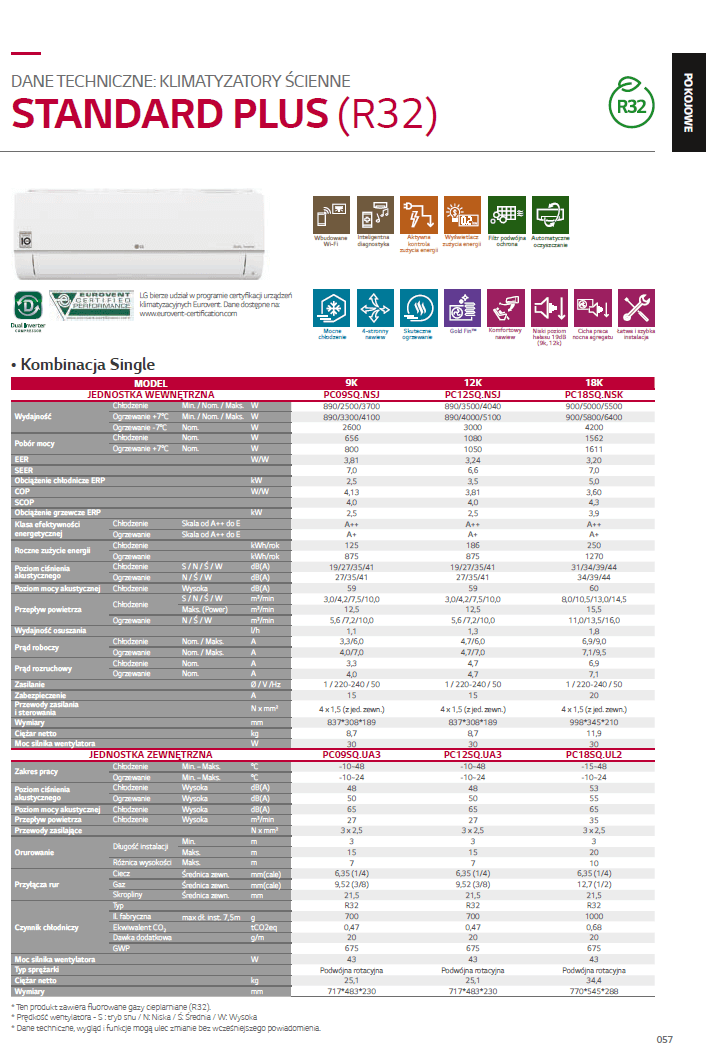 DANE TECHNICZNE: KLIMATYZATORY ŚCIENNE
STANDARD PLUS (R32)
R32
POKOJOWE
Wbudowane Wi-Fi
Inteligentna diagnostyka
Aktywna kontrola zużycia energii
Wyświetlacz zużycia energii
Filtr podwójna ochrona
Automatyczne oczyszczanie
LG
Dual Inverter COMPRESSOR
EUROVENT CERTIFIED PERFORMANCE
LG bierze udział w programie certyfikacji urządzeń
klimatyzacyjnych Eurovent. Dane dostępne na:
www.eurovent-certification.com
Mocne chłodzenie
4-stronny nawiew
Skuteczne ogrzewanie
Gold Fin™
Komfortowy nawiew
Niski poziom hałasu 19dB (9k, 12k)
Cicha praca nocna agregatu
Łatwa i szybka instalacja
• Kombinacja Single
MODEL 9K 12K 18K
JEDNOSTKA WEWNĘTRZNA PC09SQ.NSJ PC12SQ.NSJ PC18SQ.NSK
Wydajność Chłodzenie Min. / Nom. / Maks. W 890/2500/3700 890/3500/4040 900/5000/5500
Ogrzewanie +7°C Min. / Nom. / Maks. W 890/3300/4100 890/4000/5100 900/5800/6400
Ogrzewanie -7°C Nom. W 2600 3000 4200
Pobór mocy Chłodzenie Nom. W 656 1080 1562
Ogrzewanie +7°C Nom. W 800 1050 1611
EER W/W 3,81 3,24 3,20
SEER 7,0 6,6 7,0
Obciążenie chłodnicze ERP kW 2,5 3,5 5,0
COP W/W 4,13 3,81 3,60
SCOP 4,0 4,0 4,3
Obciążenie grzewcze ERP kW 2,5 2,5 3,9
Klasa efektywności energetycznej Chłodzenie Skala od A++ do E A++ A++ A++
Ogrzewanie Skala od A++ do E A+ A+ A+
Roczne zużycie energii Chłodzenie kWh/rok 125 186 250
Ogrzewanie kWh/rok 875 875 1270
Poziom ciśnienia akustycznego Chłodzenie S / N / Ś / W dB(A) 19/27/35/41 19/27/35/41 31/34/39/44
Ogrzewanie N / Ś / W dB(A) 27/35/41 27/35/41 34/39/44
Poziom mocy akustycznej Chłodzenie Wysoka dB(A) 59 59 60
Przepływ powietrza Chłodzenie S / N / Ś / W m³/min 3,0/4,2/7,5/10,0 3,0/4,2/7,5/10,0 8,0/10,5/13,0/14,5
Maks. (Power) m³/min 12,5 12,5 15,5
Ogrzewanie N / Ś / W m³/min 5,6 /7,2/10,0 5,6 /7,2/10,0 11,0/13,5/16,0
Wydajność osuszania l/h 1,1 1,3 1,8
Prąd roboczy Chłodzenie Nom. / Maks. A 3,3/6,0 4,7/6,0 6,9/9,0
Ogrzewanie Nom. / Maks. A 4,0/7,0 4,7/7,0 7,1/9,5
Prąd rozruchowy Chłodzenie Nom. A 3,3 4,7 6,9
Ogrzewanie Nom. A 4,0 4,7 7,1
Zasilanie Ø / V /Hz 1 / 220-240 / 50 1 / 220-240 / 50 1 / 220-240 / 50
Zabezpieczenie A 15 15 20
Przewody zasilania i sterowania N x mm² 4 x 1,5 (z jed. zewn.) 4 x 1,5 (z jed. zewn.) 4 x 1,5 (z jed. zewn.)
Wymiary mm 837*308*189 837*308*189 998*345*210
Ciężar netto kg 8,7 8,7 11,9
Moc silnika wentylatora W 30 30 30
JEDNOSTKA ZEWNĘTRZNA PC09SQ.UA3 PC12SQ.UA3 PC18SQ.UL2
Zakres pracy Chłodzenie Min. – Maks. °C -10~48 -10~48 -15~48
Ogrzewanie Min. – Maks. °C -10~24 -10~24 -10~24
Poziom ciśnienia akustycznego Chłodzenie Wysoka dB(A) 48 48 53
Ogrzewanie Wysoka dB(A) 50 50 55
Poziom mocy akustycznej Chłodzenie Wysoka dB(A) 65 65 65
Przepływ powietrza Chłodzenie Wysoka m³/min 27 27 35
Przewody zasilające N x mm² 3 x 2,5 3 x 2,5 3 x 2,5
Orurowanie Długość instalacji Min. m 3 3 3
Maks. m 15 15 20
Różnica wysokości Maks. m 7 7 10
Przyłącza rur Ciecz Średnica zewn. mm(cale) 6,35 (1/4) 6,35 (1/4) 6,35 (1/4)
Gaz Średnica zewn. mm(cale) 9,52 (3/8) 9,52 (3/8) 12,7 (1/2)
Skropliny Średnica zewn. mm 21,5 21,5 21,5
Czynnik chłodniczy Typ R32 R32 R32
Il. fabryczna max dł. inst. 7,5m g 700 700 1000
Ekwiwalent CO₂ tCO2eq 0,47 0,47 0,68
Dawka dodatkowa g/m 20 20 20
GWP 675 675 675
Moc silnika wentylatora W 43 43 43
Typ sprężarki Podwójna rotacyjna Podwójna rotacyjna Podwójna rotacyjna
Ciężar netto kg 25,1 25,1 34,4
Wymiary mm 717*483*230 717*483*230 770*545*288
* Ten produkt zawiera fluorowane gazy cieplarniane (R32).
* Prędkość wentylatora - S : tryb snu / N: Niska / Ś: Średnia / W: Wysoka
* Dane techniczne, wygląd i funkcje mogą ulec zmianie bez wcześniejszego powiadomienia.
057